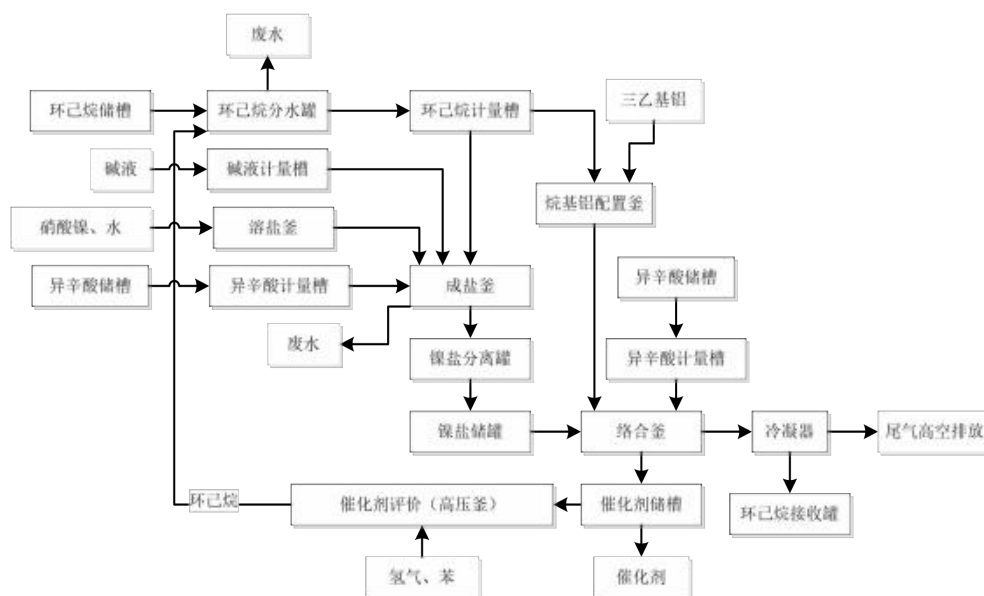 废水
环己烷储槽
环己烷分水罐
环己烷计量槽
三乙基铝
碱液
碱液计量槽
烷基铝配置釜
硝酸镍、水
溶盐釜
异辛酸储槽
异辛酸计量槽
成盐釜
异辛酸储槽
废水
镍盐分离罐
异辛酸计量槽
镍盐储罐
络合釜
冷凝器
尾气高空排放
环己烷
催化剂评价（高压釜）
催化剂储槽
环己烷接收罐
氢气、苯
催化剂